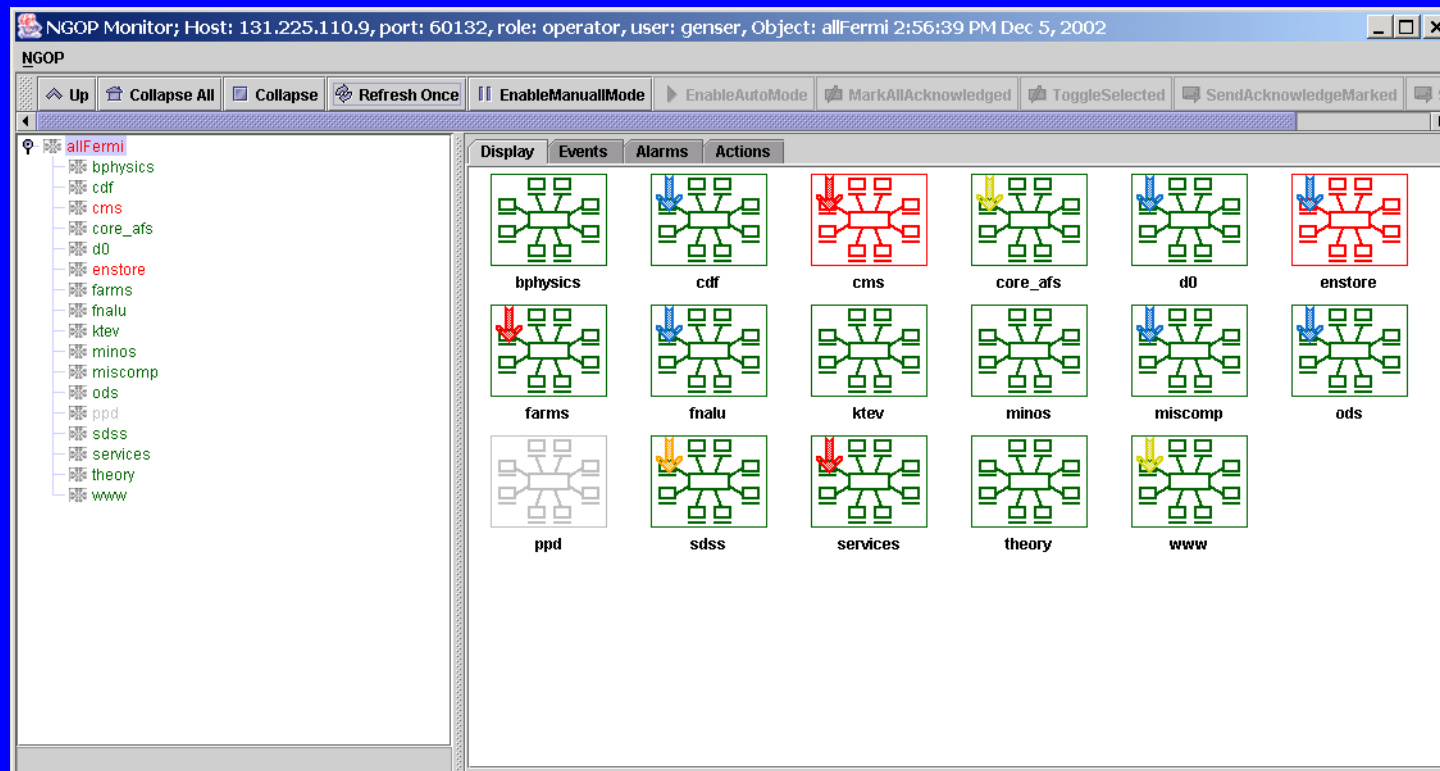 NGOP Monitor; Host: 131.225.110.9, port: 60132, role: operator, user: genser, Object: allFermi 2:56:39 PM Dec 5, 2002
NGOP
Up Collapse All Collapse Refresh Once EnableManuallMode EnableAutoMode MarkAllAcknowledged ToggleSelected SendAcknowledgeMarked
allFermi
bphysics
cdf
cms
core_afs
d0
enstore
farms
fnalu
ktev
minos
miscomp
ods
ppd
sdss
services
theory
www
Display Events Alarms Actions
bphysics cdf cms core_afs d0 enstore
farms fnalu ktev minos miscomp ods
ppd sdss services theory www